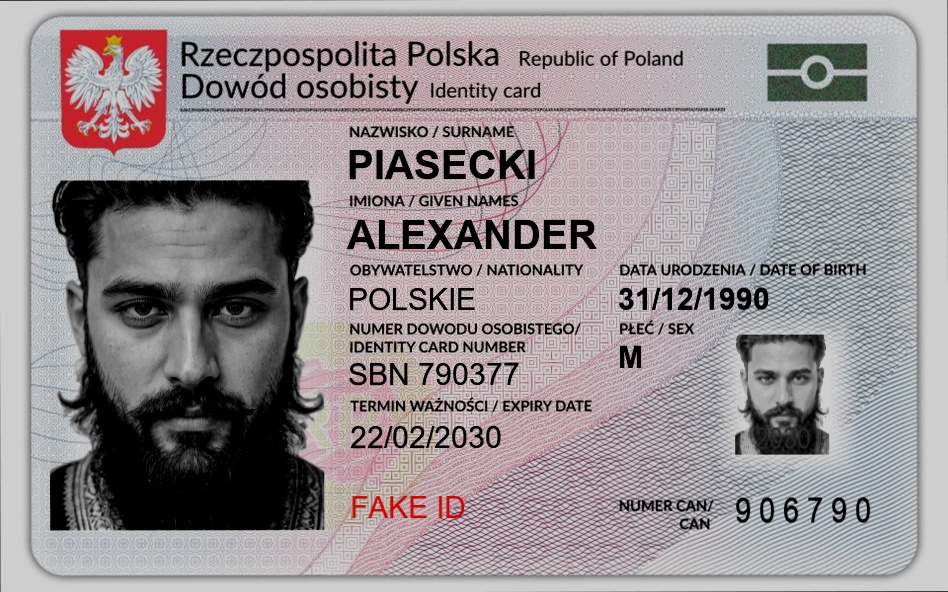 Rzeczpospolita Polska Republic of Poland
Dowód osobisty Identity card
NAZWISKO / SURNAME
PIASECKI
IMIONA / GIVEN NAMES
ALEXANDER
OBYWATELSTWO / NATIONALITY
POLSKIE
DATA URODZENIA / DATE OF BIRTH
31/12/1990
NUMER DOWODU OSOBISTEGO/
IDENTITY CARD NUMBER
SBN 790377
PŁEĆ / SEX
M
TERMIN WAŻNOŚCI / EXPIRY DATE
22/02/2030
FAKE ID
NUMER CAN/
CAN
906790